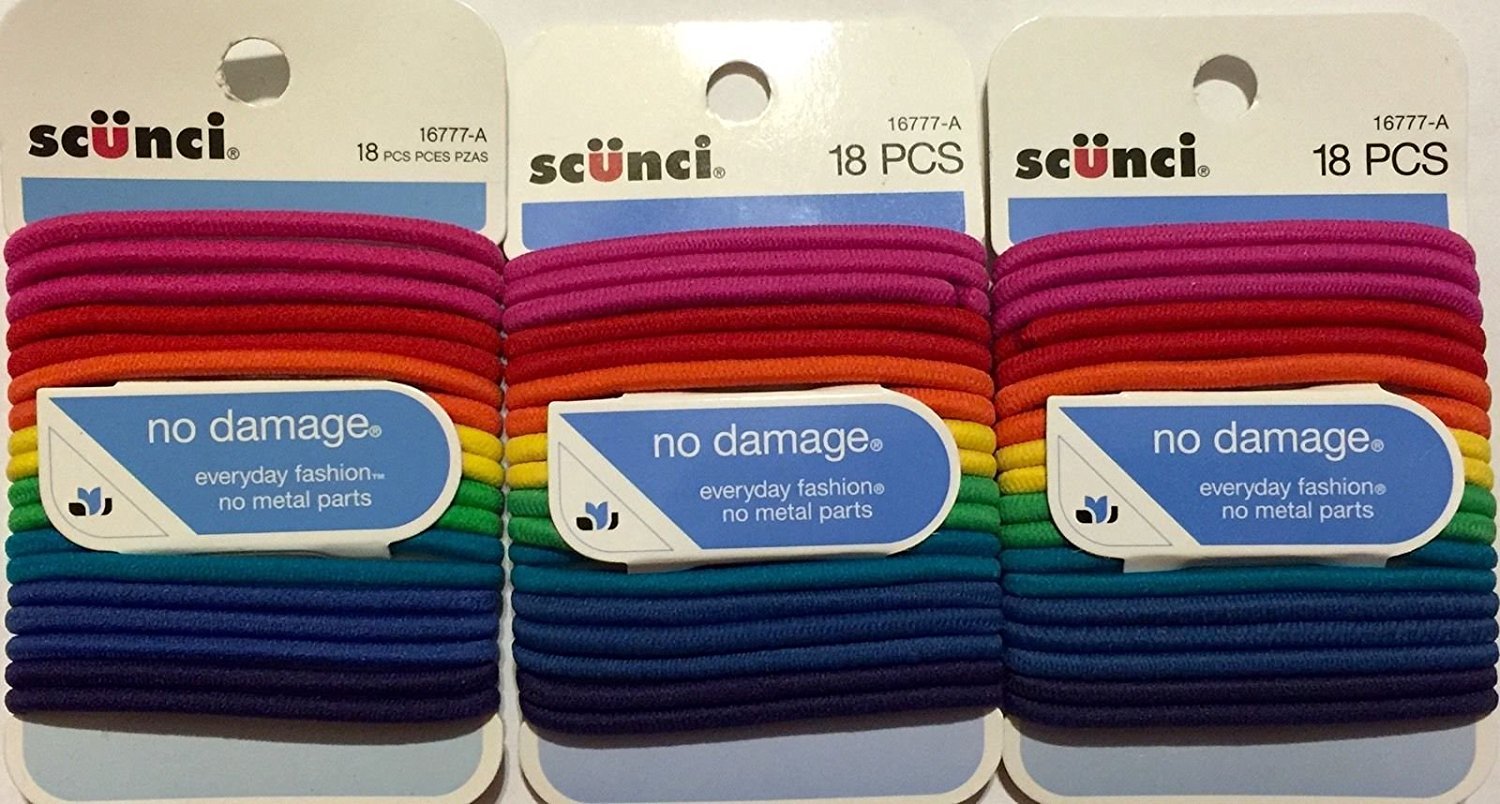 scünci®
16777-A
18 PCS PCES PZAS
no damage®
everyday fashion™
no metal parts
scünci®
16777-A
18 PCS
no damage®
everyday fashion®
no metal parts
scünci®
16777-A
18 PCS
no damage®
everyday fashion®
no metal parts